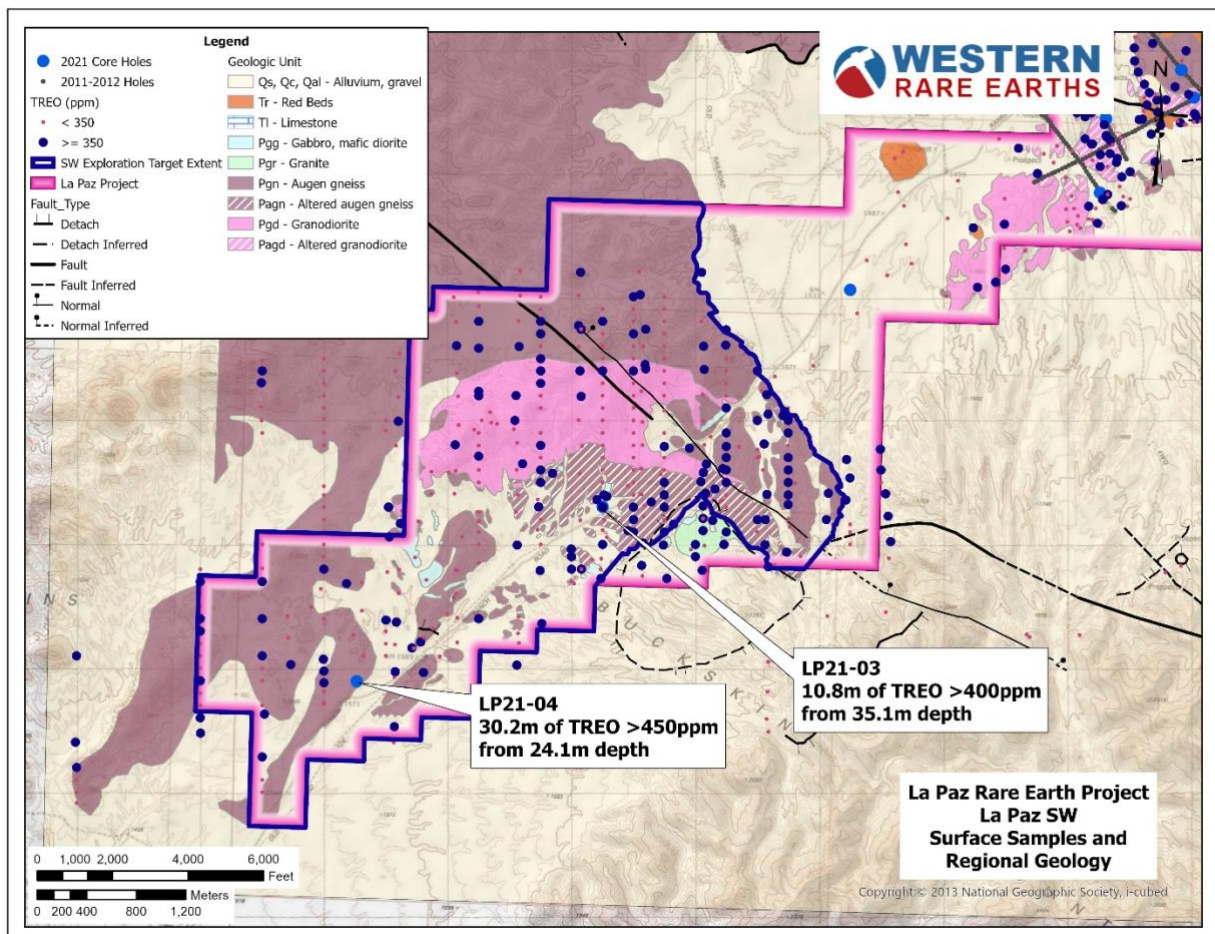 Legend
2021 Core Holes
2011-2012 Holes
TREO (ppm)
< 350
>= 350
SW Exploration Target Extent
La Paz Project
Fault_Type
Detach
Detach Inferred
Fault
Fault Inferred
Normal
Normal Inferred
Geologic Unit
Qs, Qc, Qal - Alluvium, gravel
Tr - Red Beds
Tl - Limestone
Pgg - Gabbro, mafic diorite
Pgr - Granite
Pgn - Augen gneiss
Pagn - Altered augen gneiss
Pgd - Granodiorite
Pagd - Altered granodiorite
WESTERN
RARE EARTHS
N
Prospect
BUCKSKIN
LP21-03
10.8m of TREO >400ppm
from 35.1m depth
LP21-04
30.2m of TREO >450ppm
from 24.1m depth
La Paz Rare Earth Project
La Paz SW
Surface Samples and
Regional Geology
Copyright:© 2013 National Geographic Society, i-cubed
0 1,000 2,000 4,000 6,000
Feet
Meters
0 200 400 800 1,200